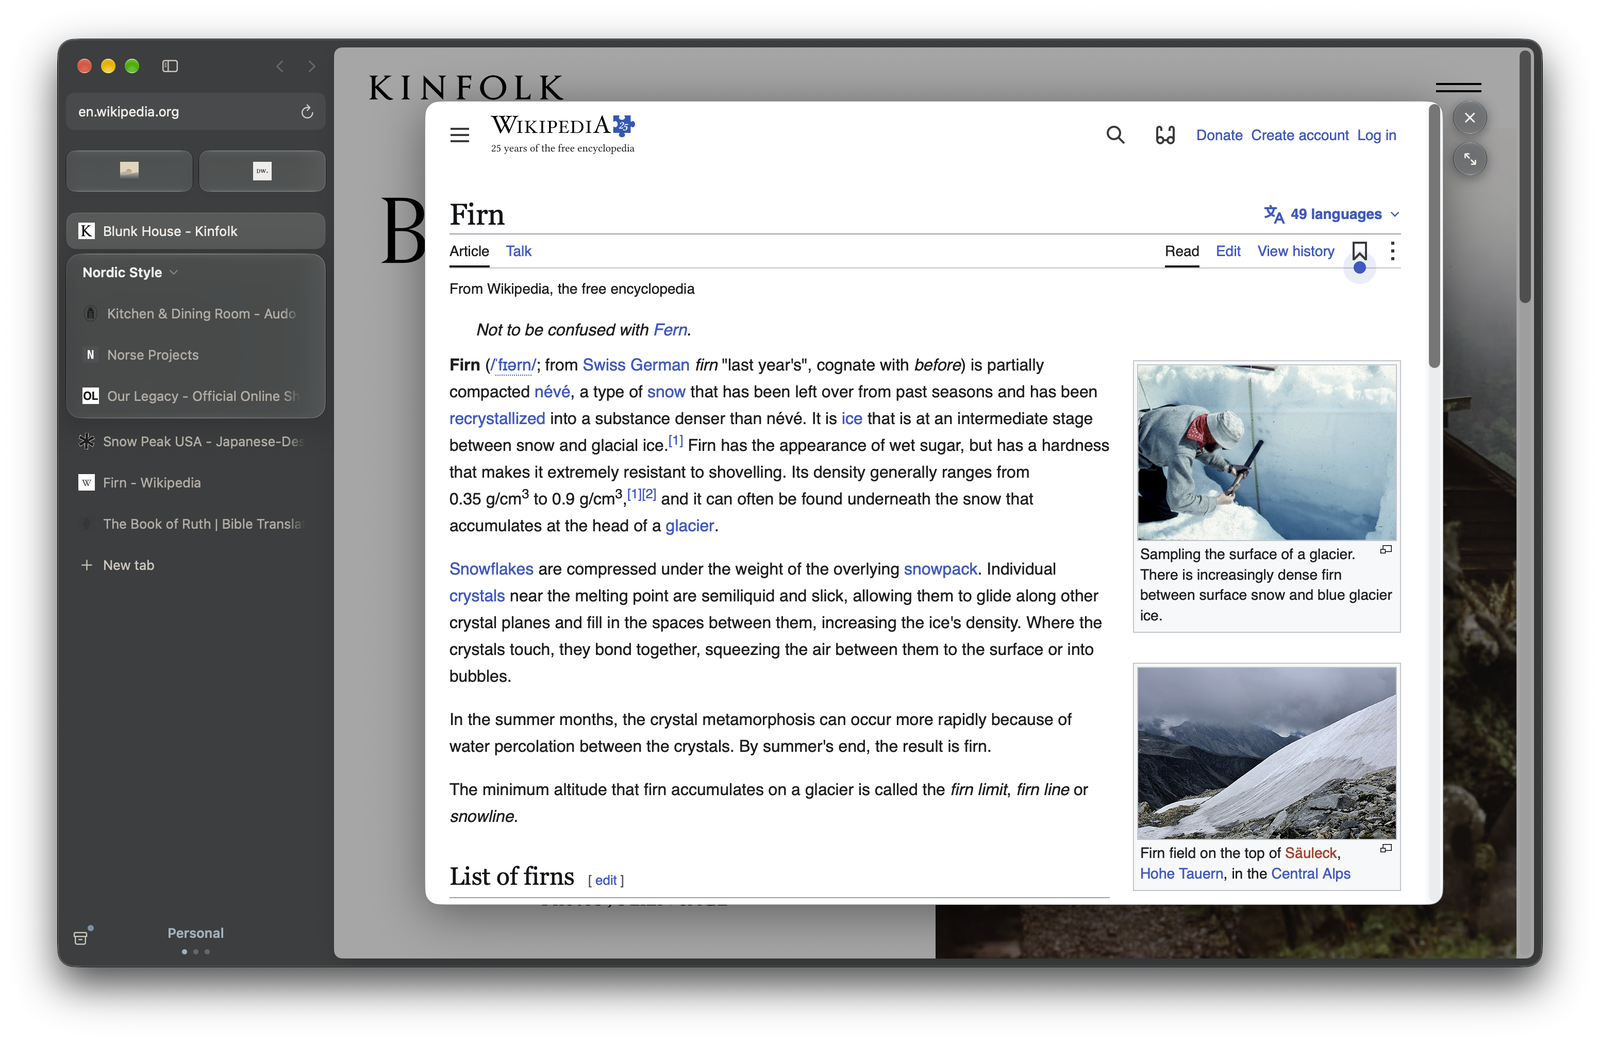 en.wikipedia.org
DW.
K Blunk House - Kinfolk
Nordic Style
Kitchen & Dining Room - Audo
N Norse Projects
OL Our Legacy - Official Online Sh
Snow Peak USA - Japanese-Des
W Firn - Wikipedia
The Book of Ruth | Bible Transla
+ New tab
Personal
KINFOLK
B
WIKIPEDIA 25
25 years of the free encyclopedia
Donate Create account Log in
Firn
49 languages
Article Talk
Read Edit View history
From Wikipedia, the free encyclopedia
Not to be confused with Fern.
Firn (/ˈfɪərn/; from Swiss German firn "last year's", cognate with before) is partially
compacted névé, a type of snow that has been left over from past seasons and has been
recrystallized into a substance denser than névé. It is ice that is at an intermediate stage
between snow and glacial ice.[1] Firn has the appearance of wet sugar, but has a hardness
that makes it extremely resistant to shovelling. Its density generally ranges from
0.35 g/cm³ to 0.9 g/cm³,[1][2] and it can often be found underneath the snow that
accumulates at the head of a glacier.
Snowflakes are compressed under the weight of the overlying snowpack. Individual
crystals near the melting point are semiliquid and slick, allowing them to glide along other
crystal planes and fill in the spaces between them, increasing the ice's density. Where the
crystals touch, they bond together, squeezing the air between them to the surface or into
bubbles.
In the summer months, the crystal metamorphosis can occur more rapidly because of
water percolation between the crystals. By summer's end, the result is firn.
The minimum altitude that firn accumulates on a glacier is called the firn limit, firn line or
snowline.
List of firns [ edit ]
Sampling the surface of a glacier.
There is increasingly dense firn
between surface snow and blue glacier
ice.
Firn field on the top of Säuleck,
Hohe Tauern, in the Central Alps